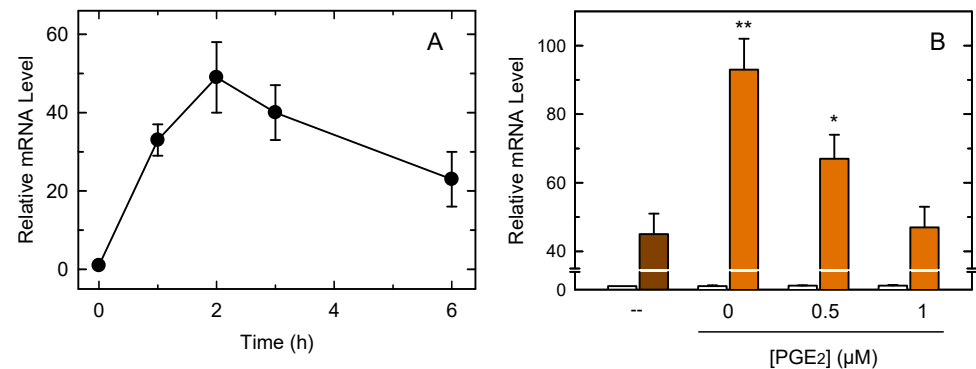 A
Relative mRNA Level
60
40
20
0
0 2 4 6
Time (h)
B
Relative mRNA Level
100
80
60
40
0
** 
*
-- 0 0.5 1
[PGE2] (µM)